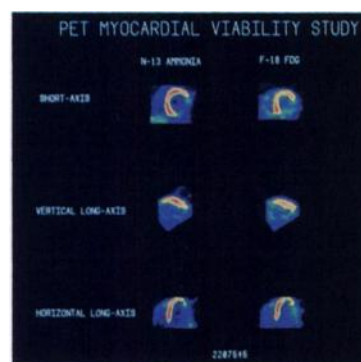 PET MYOCARDIAL VIABILITY STUDY
N-13 AMMONIA F-18 FDG
SHORT-AXIS
VERTICAL LONG-AXIS
HORIZONTAL LONG-AXIS